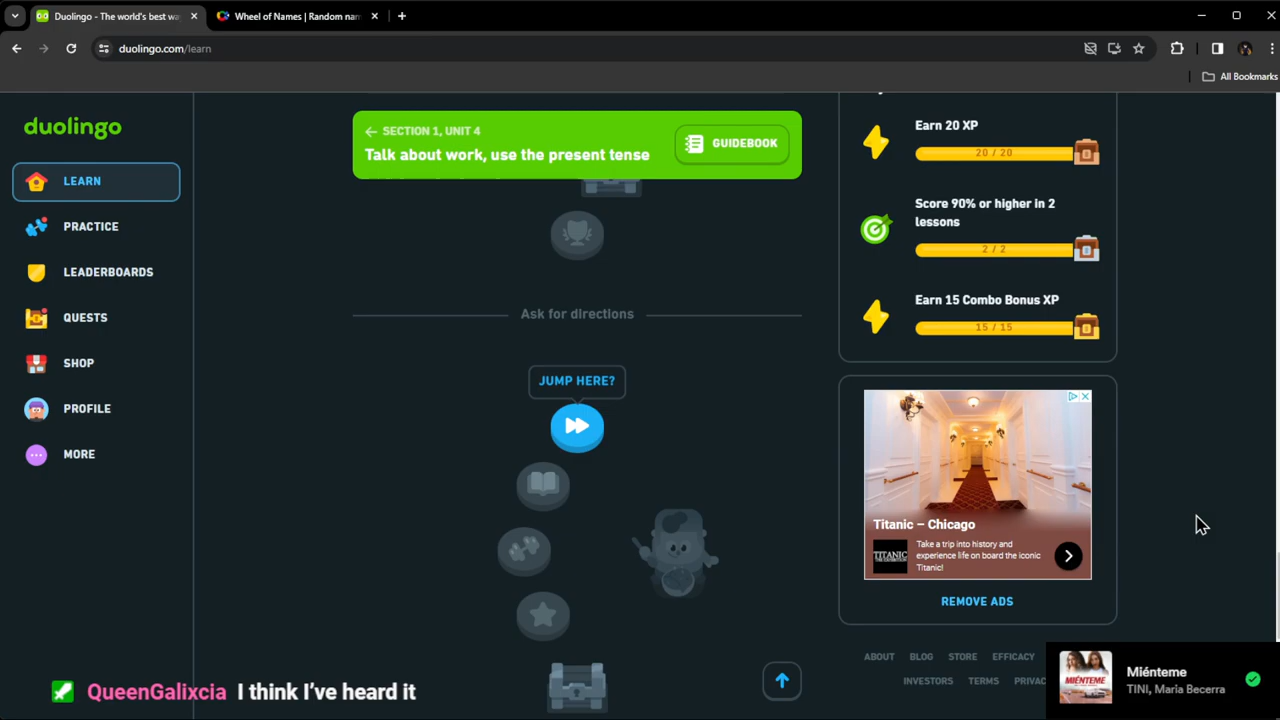 Duolingo - The world's best wa
Wheel of Names | Random nam
duolingo.com/learn
All Bookmarks
duolingo
LEARN
PRACTICE
LEADERBOARDS
QUESTS
SHOP
PROFILE
MORE
SECTION 1, UNIT 4
Talk about work, use the present tense
GUIDEBOOK
Ask for directions
JUMP HERE?
Earn 20 XP
20 / 20
Score 90% or higher in 2
lessons
2 / 2
Earn 15 Combo Bonus XP
15 / 15
Titanic – Chicago
TITANIC
Take a trip into history and
experience life on board the iconic
Titanic!
REMOVE ADS
ABOUT BLOG STORE EFFICACY
INVESTORS TERMS PRIVAC
QueenGalixcia I think I've heard it
MIÉNTEME
Miénteme
TINI, Maria Becerra